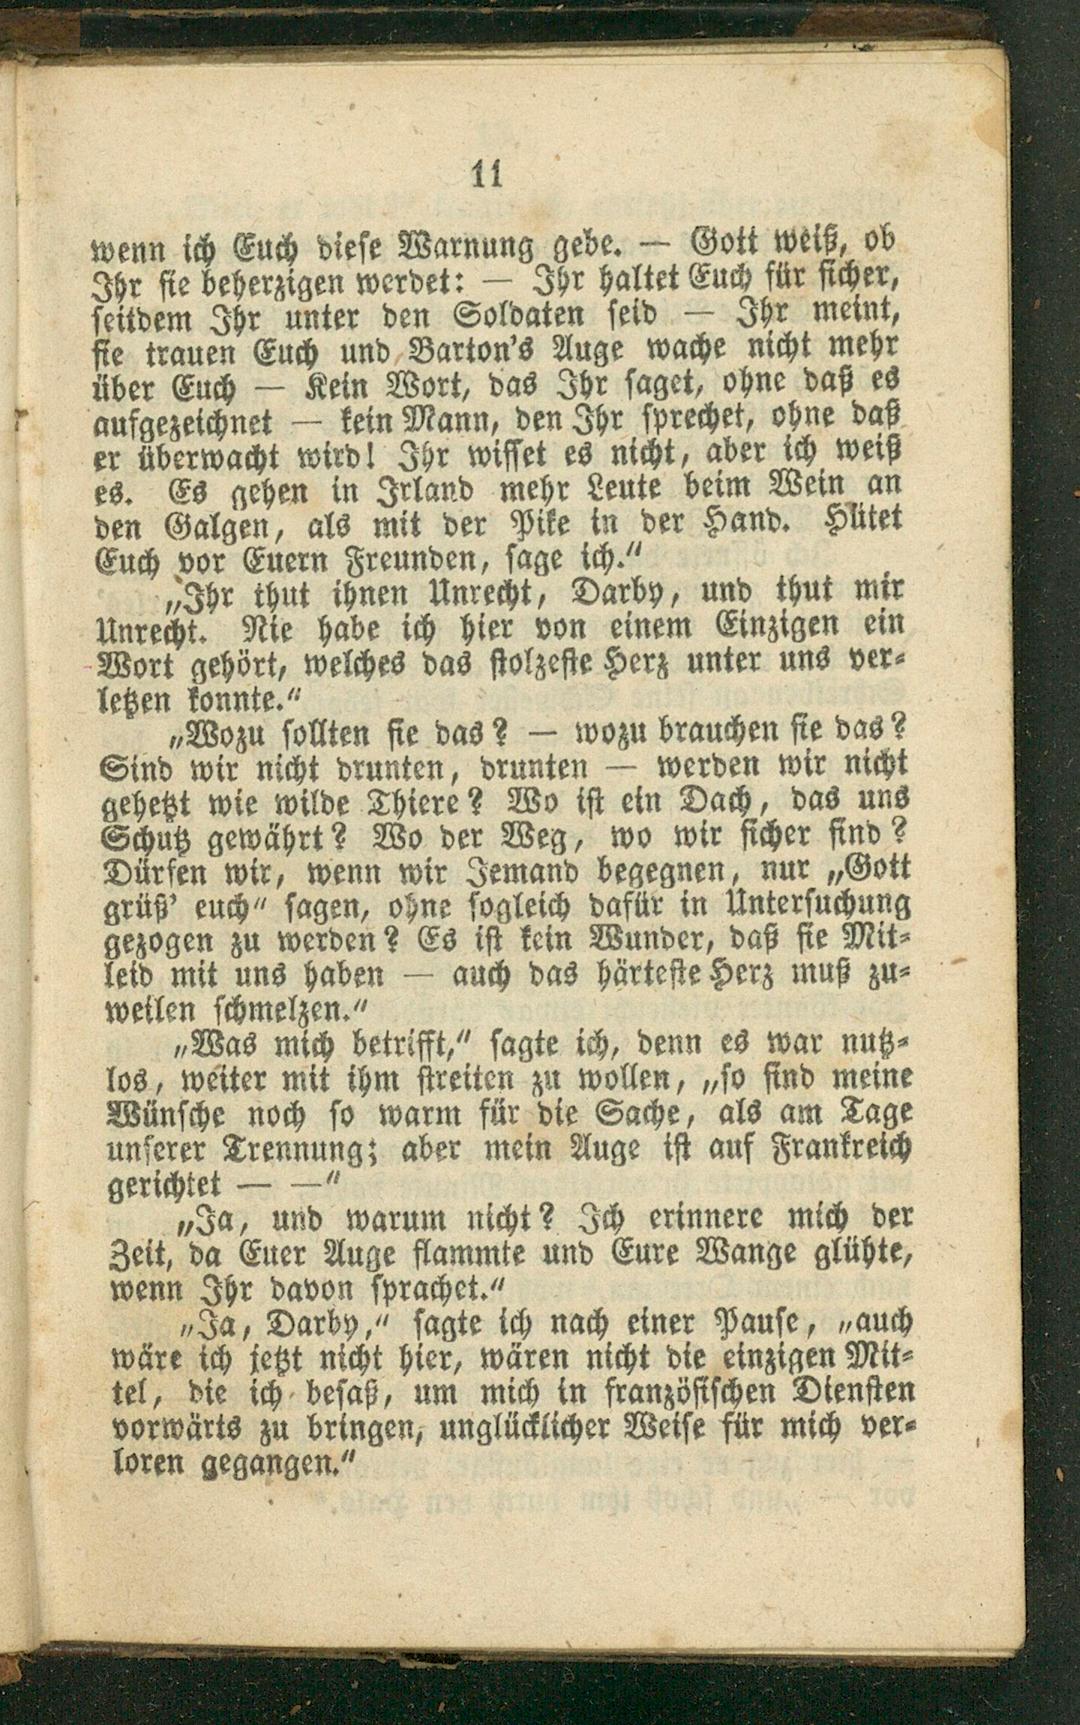 11
wenn ich Euch diese Warnung gebe. — Gott weiß, ob
Ihr sie beherzigen werdet: — Ihr haltet Euch für sicher,
seitdem Ihr unter den Soldaten seid — Ihr meint,
sie trauen Euch und Barton's Auge wache nicht mehr
über Euch — Kein Wort, das Ihr saget, ohne daß es
aufgezeichnet — kein Mann, den Ihr sprechet, ohne daß
er überwacht wird! Ihr wisset es nicht, aber ich weiß
es. Es gehen in Irland mehr Leute beim Wein an
den Galgen, als mit der Pike in der Hand. Hütet
Euch vor Euern Freunden, sage ich.“
„Ihr thut ihnen Unrecht, Darby, und thut mir
Unrecht. Nie habe ich hier von einem Einzigen ein
Wort gehört, welches das stolzeste Herz unter uns ver-
letzen konnte.“
„Wozu sollten sie das? — wozu brauchen sie das?
Sind wir nicht drunten, drunten — werden wir nicht
gehetzt wie wilde Thiere? Wo ist ein Dach, das uns
Schutz gewährt? Wo der Weg, wo wir sicher sind?
Dürfen wir, wenn wir Jemand begegnen, nur „Gott
grüß' euch“ sagen, ohne sogleich dafür in Untersuchung
gezogen zu werden? Es ist kein Wunder, daß sie Mit-
leid mit uns haben — auch das härteste Herz muß zu-
weilen schmelzen.“
„Was mich betrifft,“ sagte ich, denn es war nutz-
los, weiter mit ihm streiten zu wollen, „so sind meine
Wünsche noch so warm für die Sache, als am Tage
unserer Trennung; aber mein Auge ist auf Frankreich
gerichtet — —“
„Ja, und warum nicht? Ich erinnere mich der
Zeit, da Euer Auge flammte und Eure Wange glühte,
wenn Ihr davon sprachet.“
„Ja, Darby,“ sagte ich nach einer Pause, „auch
wäre ich jetzt nicht hier, wären nicht die einzigen Mit-
tel, die ich besaß, um mich in französischen Diensten
vorwärts zu bringen, unglücklicher Weise für mich ver-
loren gegangen.“